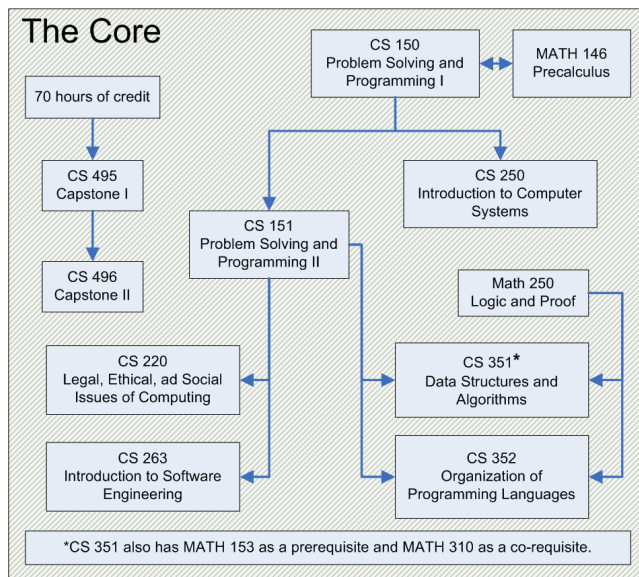 The Core
CS 150
Problem Solving and
Programming I
MATH 146
Precalculus
70 hours of credit
CS 495
Capstone I
CS 250
Introduction to Computer
Systems
CS 151
Problem Solving and
Programming II
CS 496
Capstone II
Math 250
Logic and Proof
CS 220
Legal, Ethical, ad Social
Issues of Computing
CS 351*
Data Structures and
Algorithms
CS 263
Introduction to Software
Engineering
CS 352
Organization of
Programming Languages
*CS 351 also has MATH 153 as a prerequisite and MATH 310 as a co-requisite.